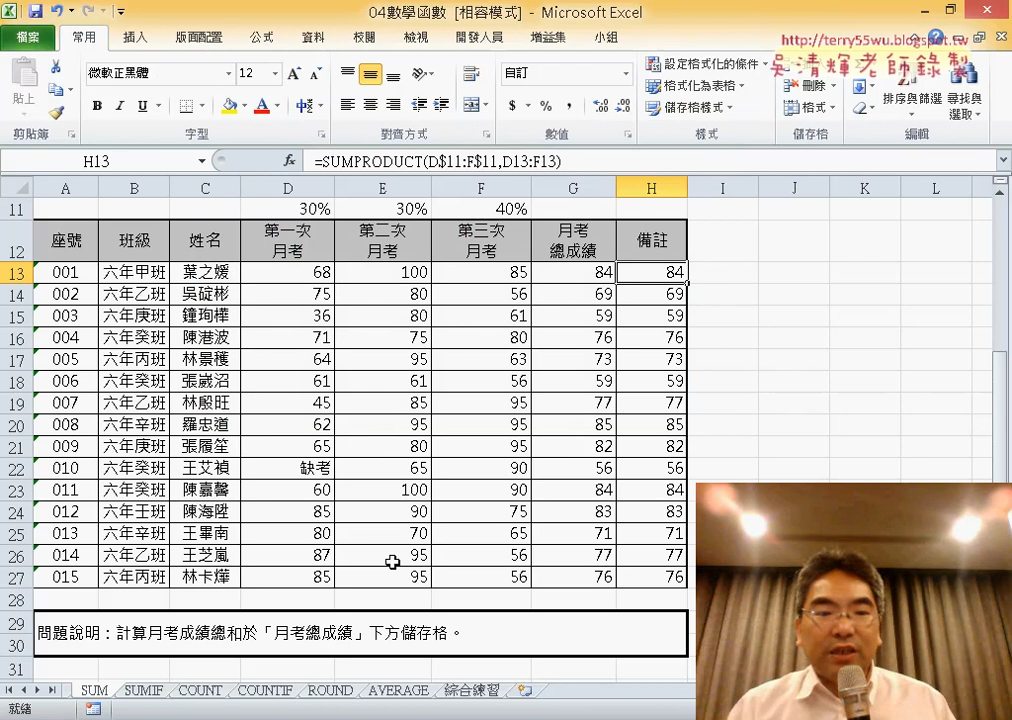 04數學函數 [相容模式] - Microsoft Excel
檔案 常用 插入 版面配置 公式 資料 校閱 檢視 開發人員 增益集 小組
http://terry55wu.blogspot.tw
吳清輝老師錄製
貼上
微軟正黑體 12
B I U
自訂
$ % ,
設定格式化的條件
格式化為表格
儲存格樣式
刪除
格式
排序與篩選 尋找與
選取
剪貼簿 字型 對齊方式 數值 樣式 儲存格 編輯
H13 fx =SUMPRODUCT(D$11:F$11,D13:F13)
A B C D E F G H I J K L
11 30% 30% 40%
12 座號 班級 姓名 第一次月考 第二次月考 第三次月考 月考總成績 備註
13 001 六年甲班 葉之媛 68 100 85 84 84
14 002 六年乙班 吳碇彬 75 80 56 69 69
15 003 六年庚班 鐘珣樺 36 80 61 59 59
16 004 六年癸班 陳港波 71 75 80 76 76
17 005 六年丙班 林景穫 64 95 63 73 73
18 006 六年癸班 張崴沼 61 61 56 59 59
19 007 六年乙班 林殷旺 45 85 95 77 77
20 008 六年辛班 羅忠道 62 95 95 85 85
21 009 六年庚班 張履笙 65 80 95 82 82
22 010 六年癸班 王艾禎 缺考 65 90 56 56
23 011 六年癸班 陳嘉馨 60 100 90 84 84
24 012 六年壬班 陳海陞 85 90 75 83 83
25 013 六年辛班 王畢南 80 70 65 71 71
26 014 六年乙班 王芝嵐 87 95 56 77 77
27 015 六年丙班 林卡燁 85 95 56 76 76
28
29 問題說明：計算月考成績總和於「月考總成績」下方儲存格。
30
31
SUM SUMIF COUNT COUNTIF ROUND AVERAGE 綜合練習
就緒